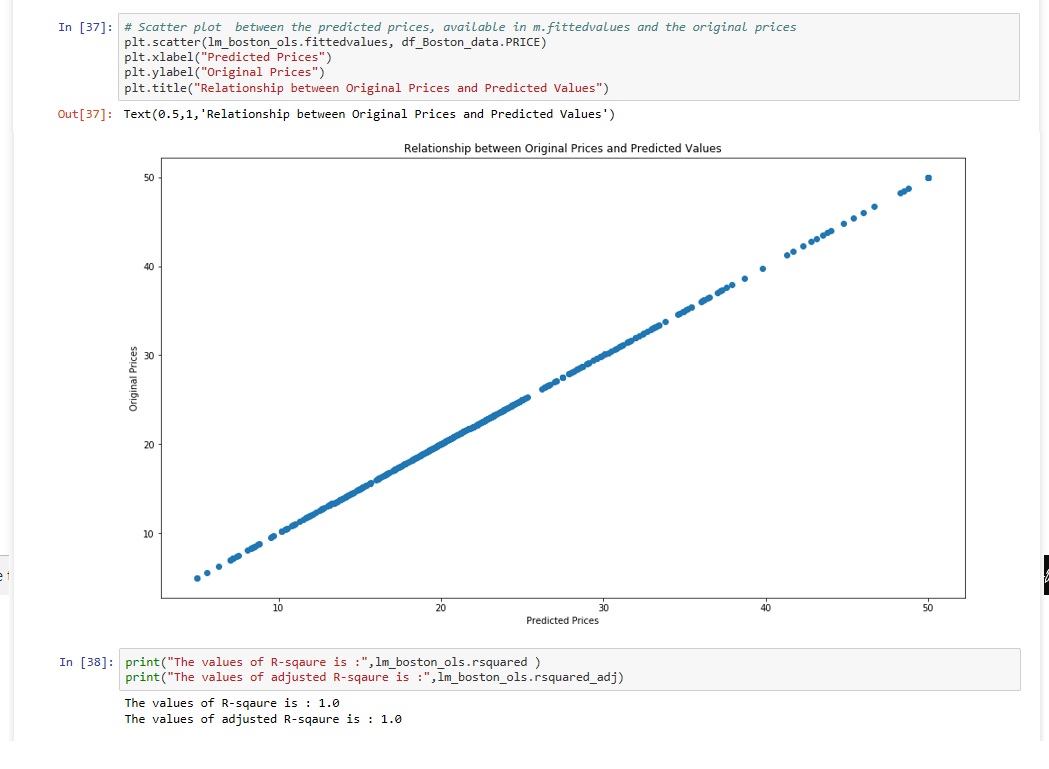 In [37]: # Scatter plot  between the predicted prices, available in m.fittedvalues and the original prices
plt.scatter(lm_boston_ols.fittedvalues, df_Boston_data.PRICE)
plt.xlabel("Predicted Prices")
plt.ylabel("Original Prices")
plt.title("Relationship between Original Prices and Predicted Values")
Out[37]: Text(0.5,1,'Relationship between Original Prices and Predicted Values')
Relationship between Original Prices and Predicted Values
50
40
30
20
10
Original Prices
10 20 30 40 50
Predicted Prices
In [38]: print("The values of R-sqaure is :",lm_boston_ols.rsquared )
print("The values of adjusted R-sqaure is :",lm_boston_ols.rsquared_adj)
The values of R-sqaure is : 1.0
The values of adjusted R-sqaure is : 1.0